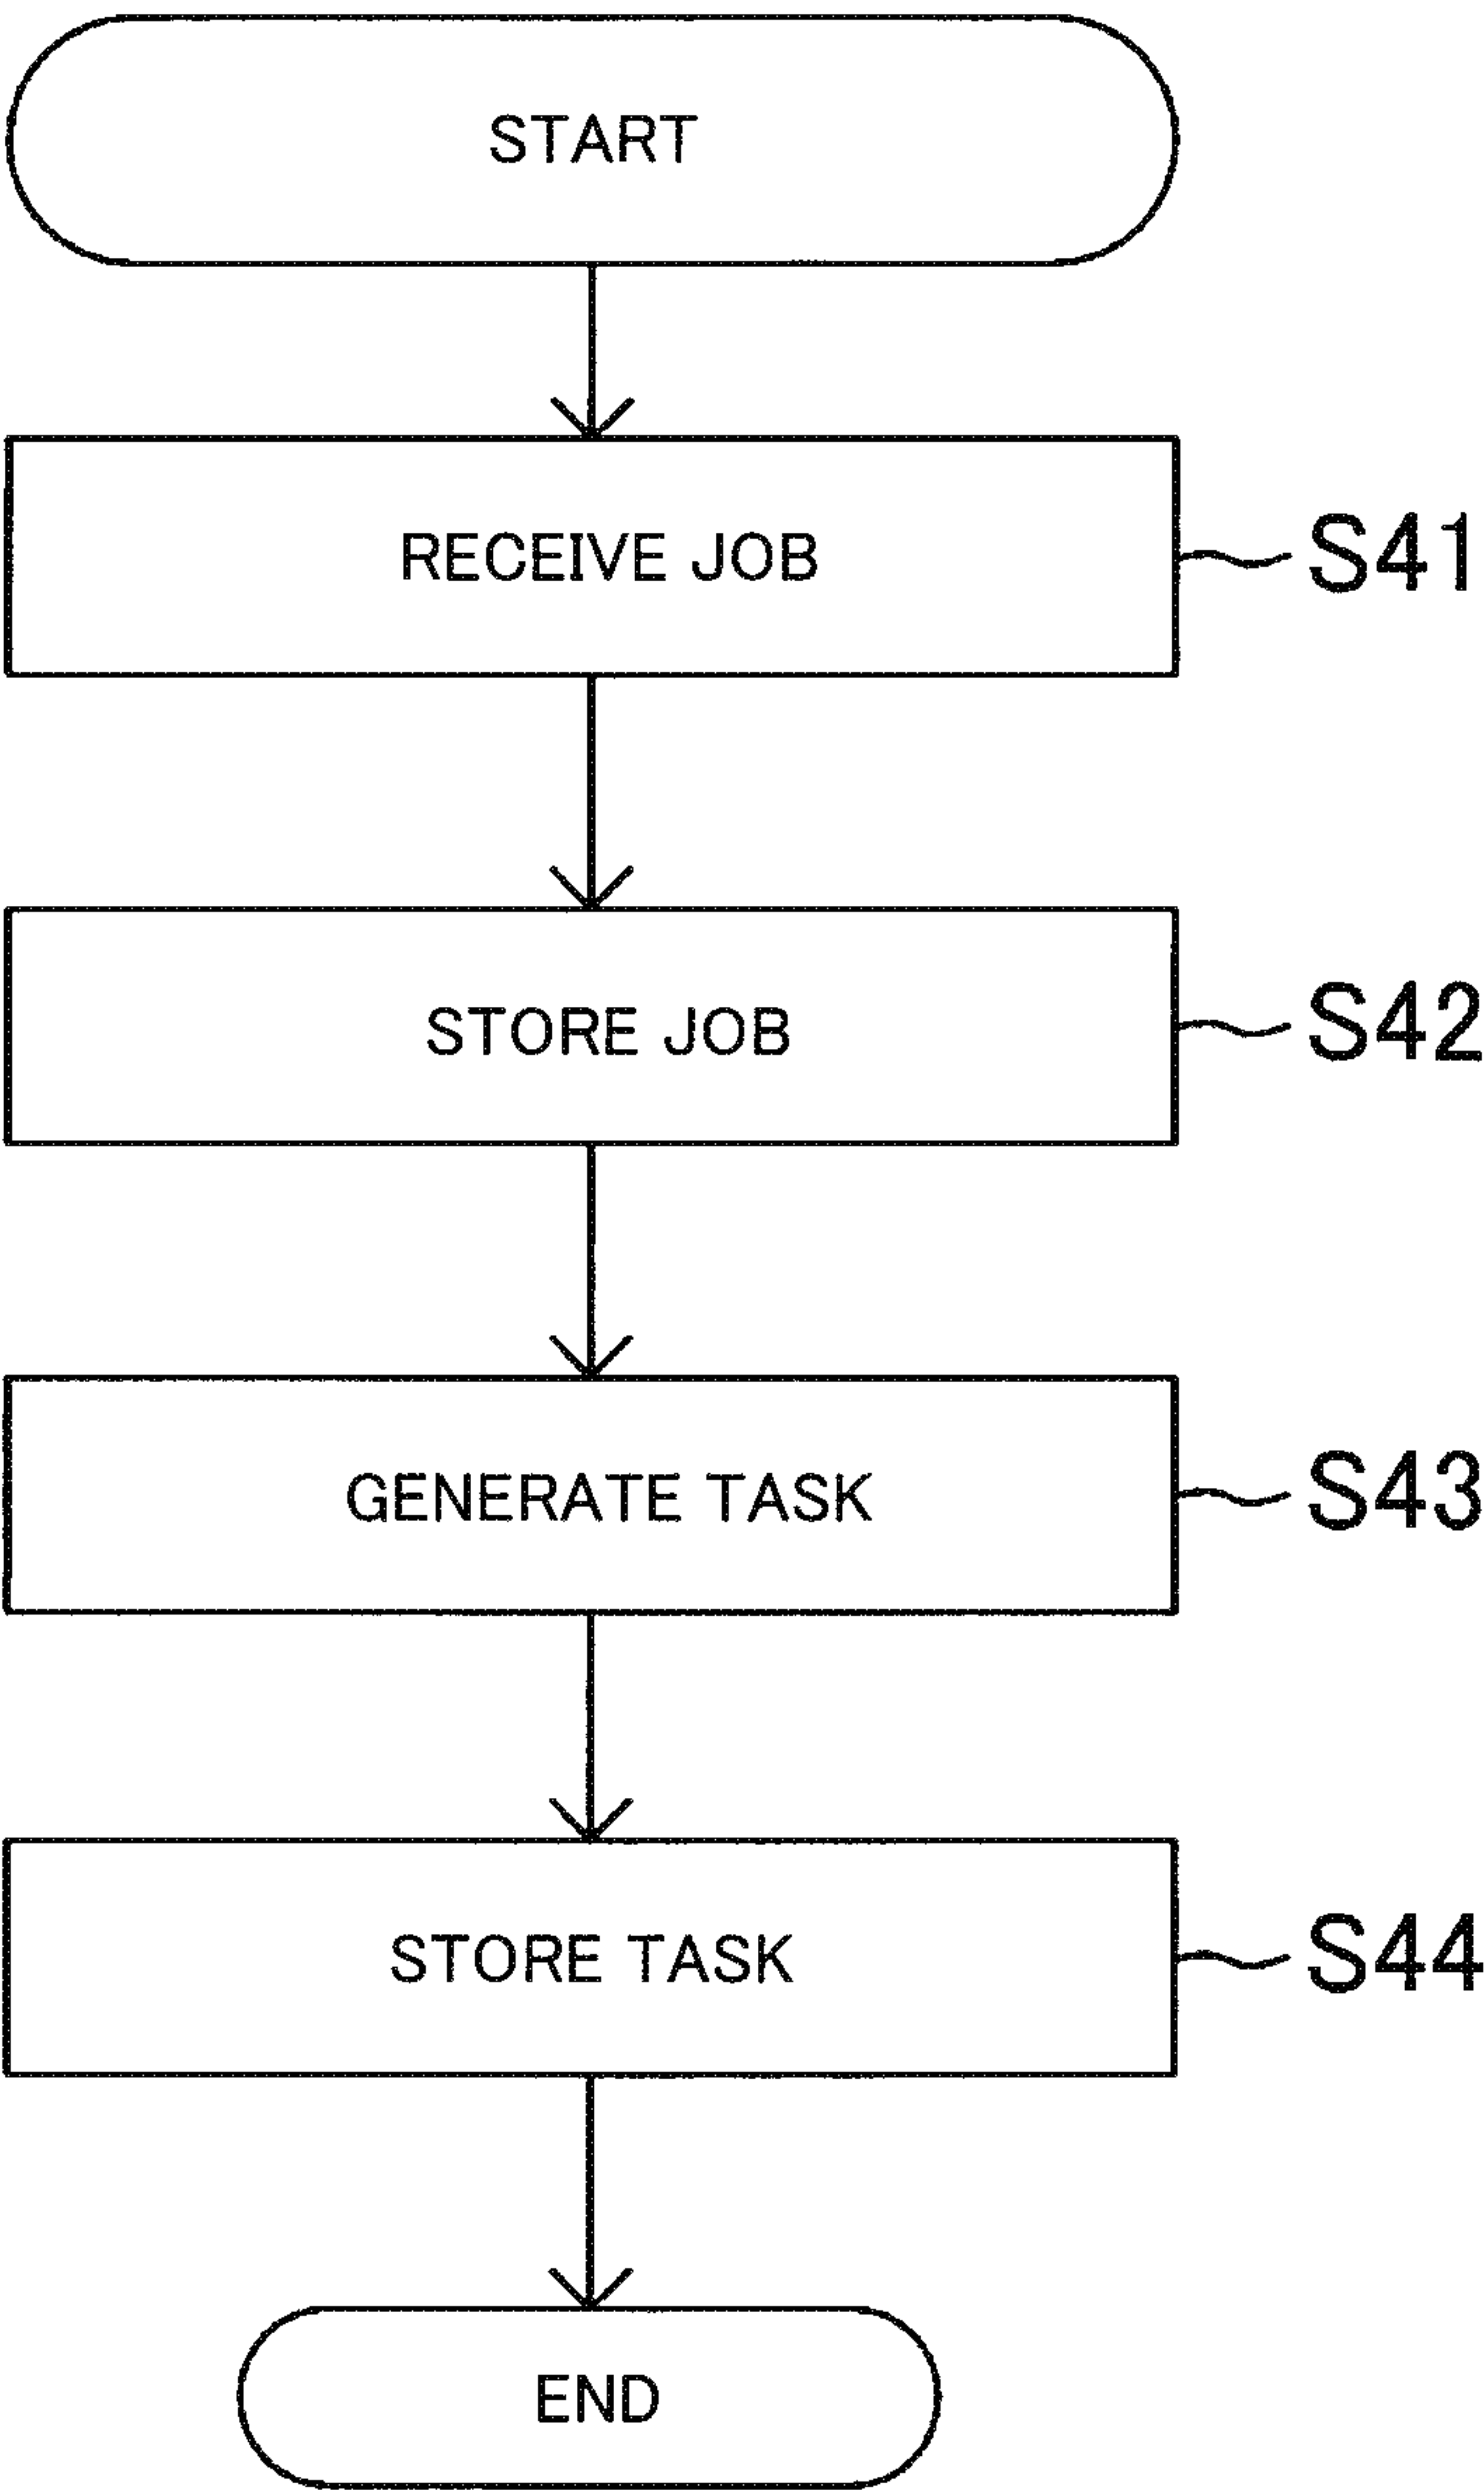 START
RECEIVE JOB
S41
STORE JOB
S42
GENERATE TASK
S43
STORE TASK
S44
END